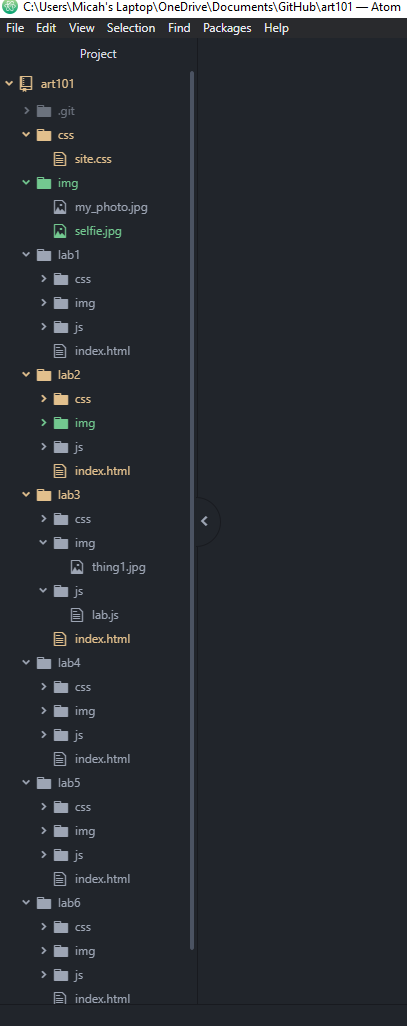 C:\Users\Micah's Laptop\OneDrive\Documents\GitHub\art101 — Atom
File Edit View Selection Find Packages Help
Project
art101
.git
css
site.css
img
my_photo.jpg
selfie.jpg
lab1
css
img
js
index.html
lab2
css
img
js
index.html
lab3
css
img
thing1.jpg
js
lab.js
index.html
lab4
css
img
js
index.html
lab5
css
img
js
index.html
lab6
css
img
js
index.html